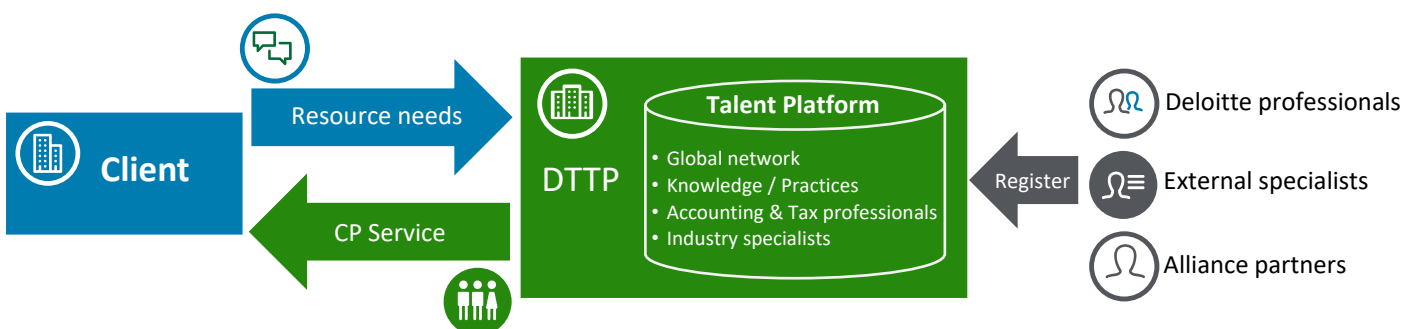 Client
Resource needs
CP Service
DTTP
Talent Platform
• Global network
• Knowledge / Practices
• Accounting & Tax professionals
• Industry specialists
Register
Deloitte professionals
External specialists
Alliance partners